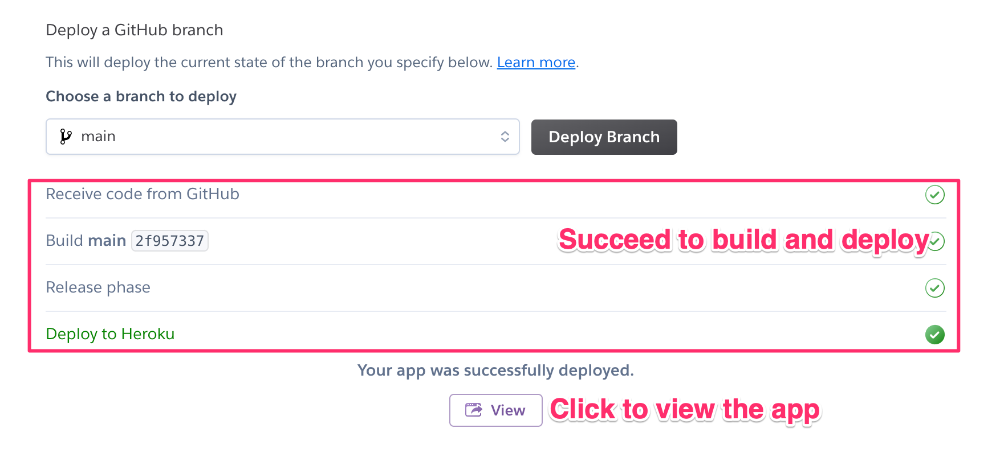 Deploy a GitHub branch
This will deploy the current state of the branch you specify below. Learn more.
Choose a branch to deploy
main
Deploy Branch
Receive code from GitHub
Build main 2f957337
Succeed to build and deploy
Release phase
Deploy to Heroku
Your app was successfully deployed.
View
Click to view the app